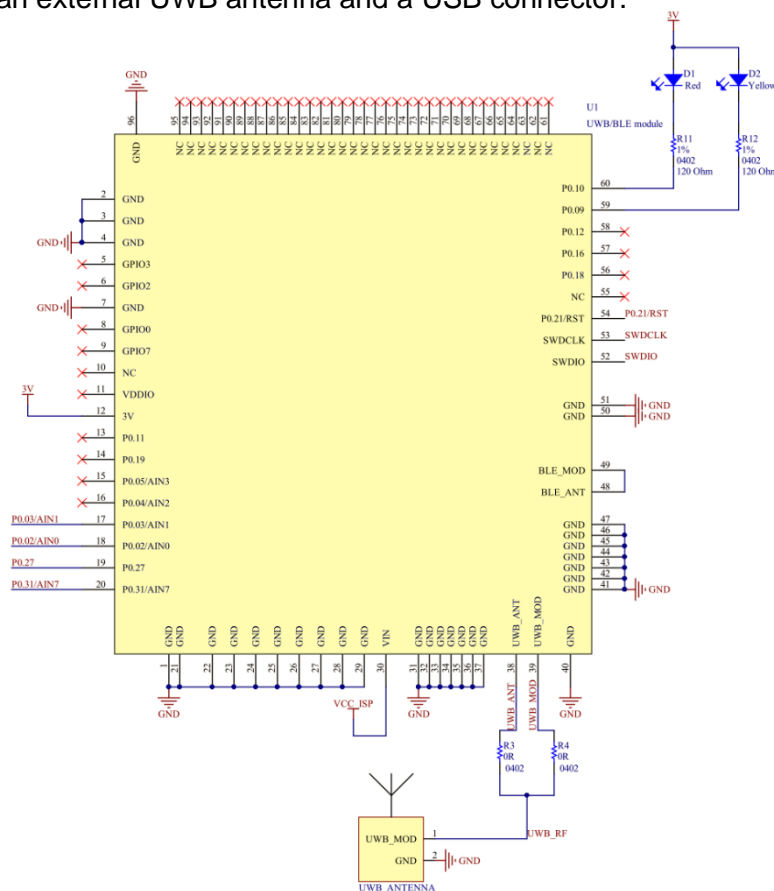 an external UWB antenna and a USB connector.
3V
GND
D1
Red
D2
Yellow
U1
UWB/BLE module
96 95 94 93 92 91 90 89 88 87 86 85 84 83 82 81 80 79 78 77 76 75 74 73 72 71 70 69 68 67 66 65 64 63 62 61
GND NC NC NC NC NC NC NC NC NC NC NC NC NC NC NC NC NC NC NC NC NC NC NC NC NC NC NC NC NC NC NC NC NC NC NC
R11
1%
0402
120 Ohm
R12
1%
0402
120 Ohm
2 GND
3 GND
GND 4 GND
5 GPIO3
6 GPIO2
GND 7 GND
8 GPIO0
9 GPIO7
10 NC
11 VDDIO
3V
12 3V
13 P0.11
14 P0.19
15 P0.05/AIN3
16 P0.04/AIN2
P0.03/AIN1 17 P0.03/AIN1
P0.02/AIN0 18 P0.02/AIN0
P0.27 19 P0.27
P0.31/AIN7 20 P0.31/AIN7
P0.10 60
P0.09 59
P0.12 58
P0.16 57
P0.18 56
NC 55
P0.21/RST 54 P0.21/RST
SWDCLK 53 SWDCLK
SWDIO 52 SWDIO
GND 51 GND
GND 50 GND
BLE_MOD 49
BLE_ANT 48
GND 47
GND 46
GND 45
GND 44
GND 43
GND 42
GND 41 GND
GND GND GND GND GND GND GND GND GND GND VIN GND GND GND GND GND GND GND UWB_ANT UWB_MOD GND
1 21 22 23 24 25 26 27 28 29 30 31 32 33 34 35 36 37 38 39 40
GND
VCC_ISP
GND
UWB_ANT
UWB_MOD
GND
R3
0R
0402
R4
0R
0402
UWB_MOD 1 UWB_RF
GND 2 GND
UWB ANTENNA